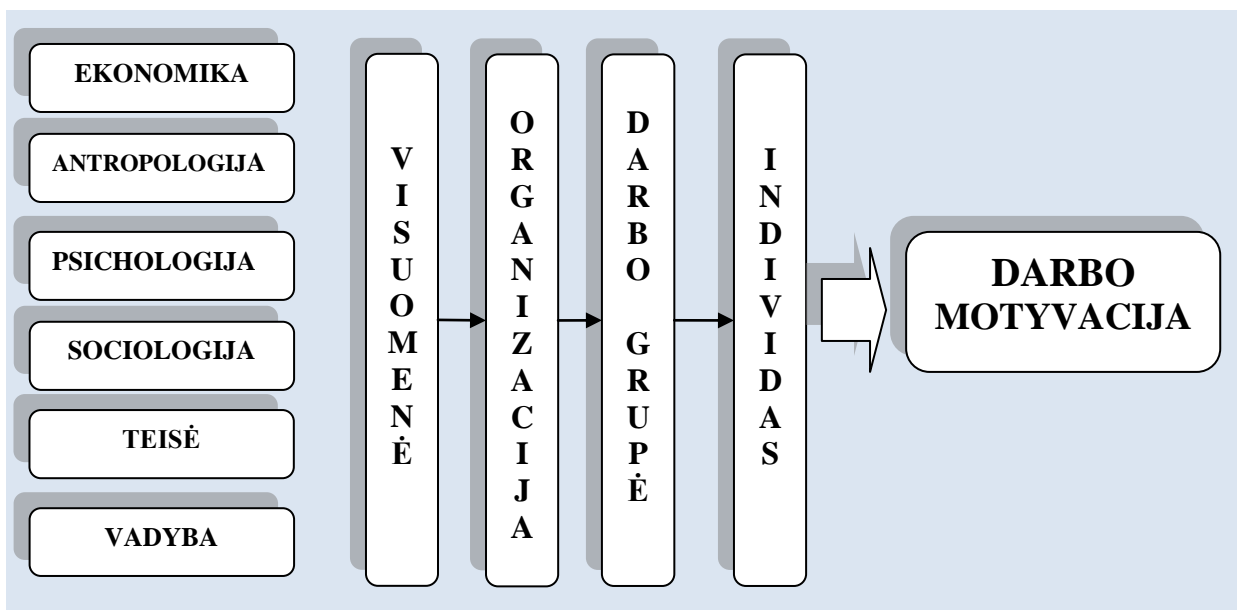 EKONOMIKA
ANTROPOLOGIJA
PSICHOLOGIJA
SOCIOLOGIJA
TEISĖ
VADYBA
VISUOMENĖ
ORGANIZACIJA
DARBO GRUPĖ
INDIVIDAS
DARBO
MOTYVACIJA